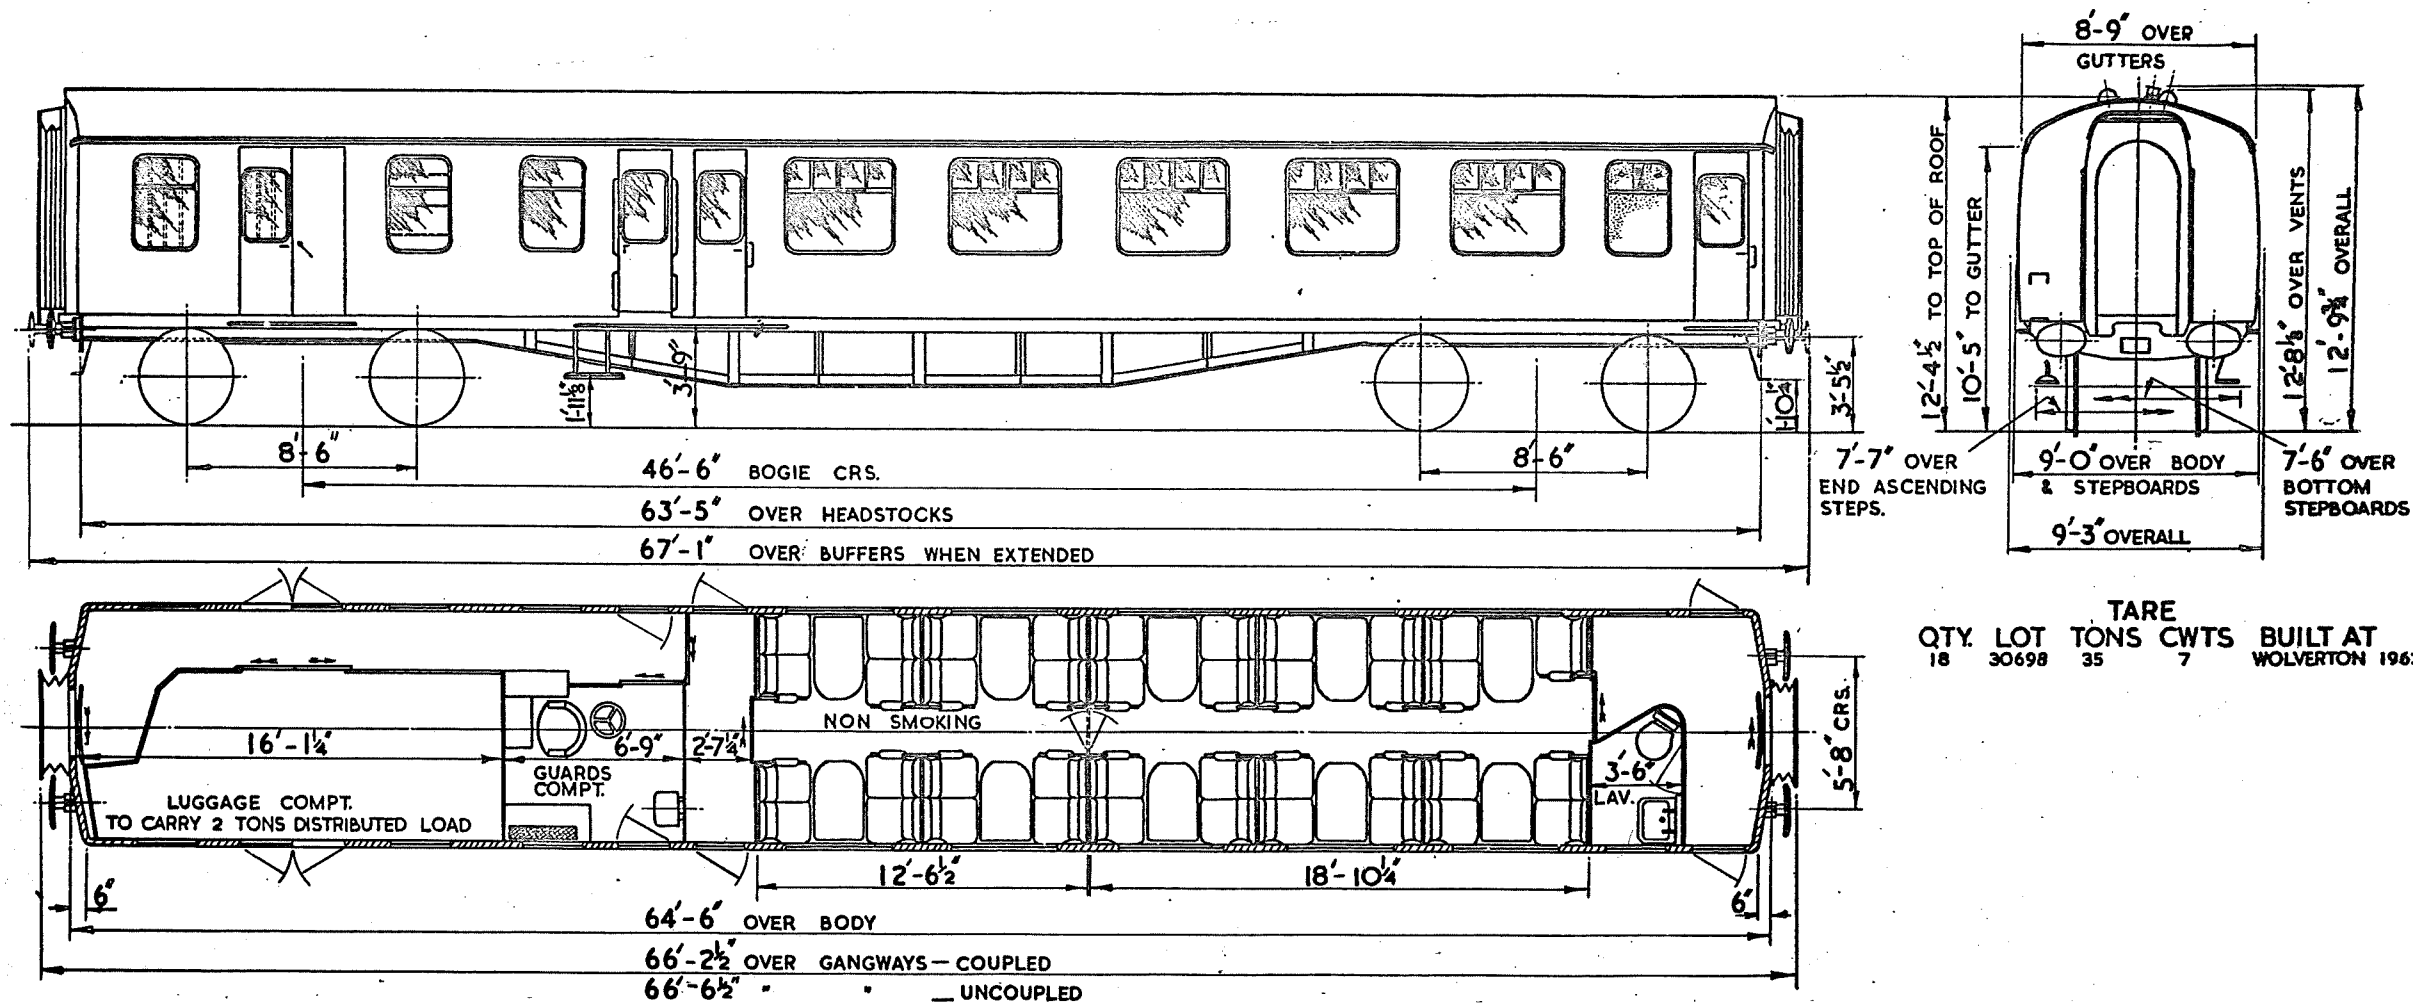 8'-9" OVER
GUTTERS
12'-4½" TO TOP OF ROOF
10'-5" TO GUTTER
12'-8⅛" OVER VENTS
12'-9¾" OVERALL
1'-11⅛"
3'-9"
1'-10¼"
3'-5½"
8'-6"
8'-6"
46'-6" BOGIE CRS.
63'-5" OVER HEADSTOCKS
67'-1" OVER BUFFERS WHEN EXTENDED
7'-7" OVER
END ASCENDING
STEPS.
9'-0" OVER BODY
& STEPBOARDS
7'-6" OVER
BOTTOM
STEPBOARDS
9'-3" OVERALL
TARE
QTY. LOT TONS CWTS BUILT AT
18 30698 35 7 WOLVERTON
NON SMOKING
16'-1¼"
6'-9"
2'-7¼"
GUARDS
COMPT.
LUGGAGE COMPT.
TO CARRY 2 TONS DISTRIBUTED LOAD
3'-6"
LAV.
5'-8" CRS.
12'-6½"
18'-10¼"
6"
6"
64'-6" OVER BODY
66'-2½" OVER GANGWAYS — COUPLED
66'-6½" " " — UNCOUPLED